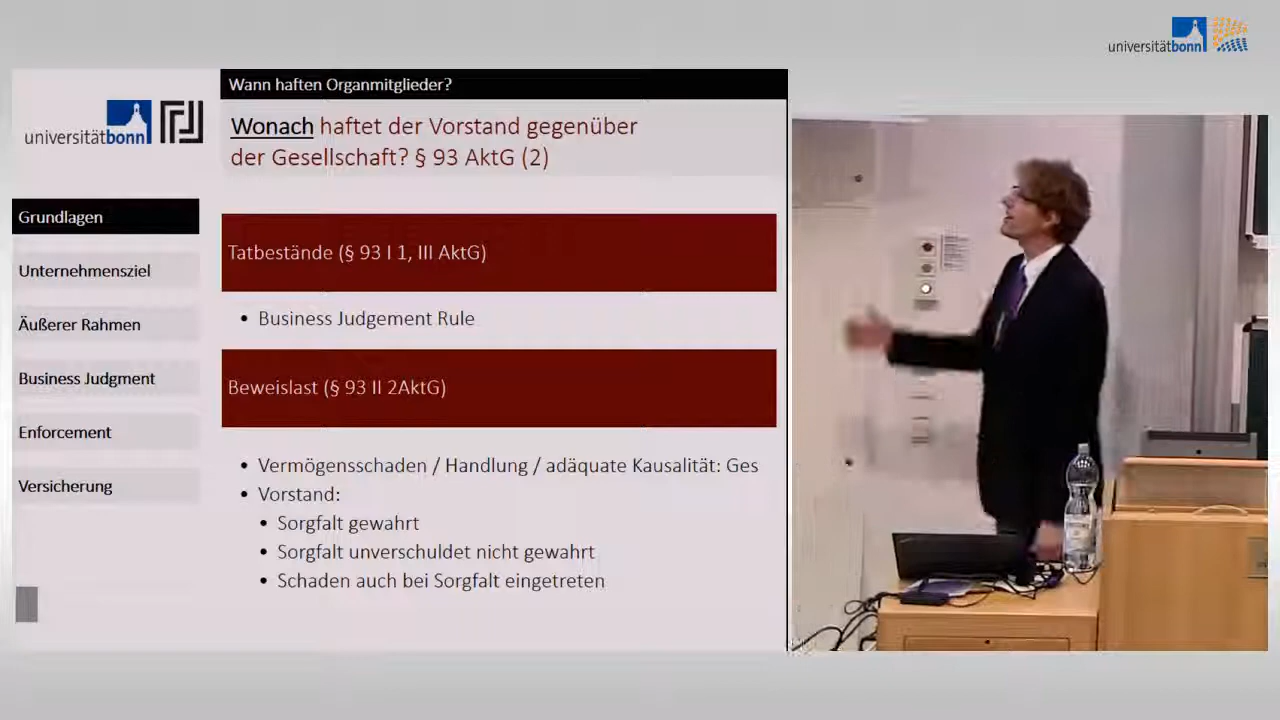 universitätbonn
Wann haften Organmitglieder?
universitätbonn
Wonach haftet der Vorstand gegenüber
der Gesellschaft? § 93 AktG (2)
Grundlagen
Unternehmensziel
Äußerer Rahmen
Business Judgment
Enforcement
Versicherung
Tatbestände (§ 93 I 1, III AktG)
• Business Judgement Rule
Beweislast (§ 93 II 2AktG)
• Vermögensschaden / Handlung / adäquate Kausalität: Ges
• Vorstand:
• Sorgfalt gewahrt
• Sorgfalt unverschuldet nicht gewahrt
• Schaden auch bei Sorgfalt eingetreten